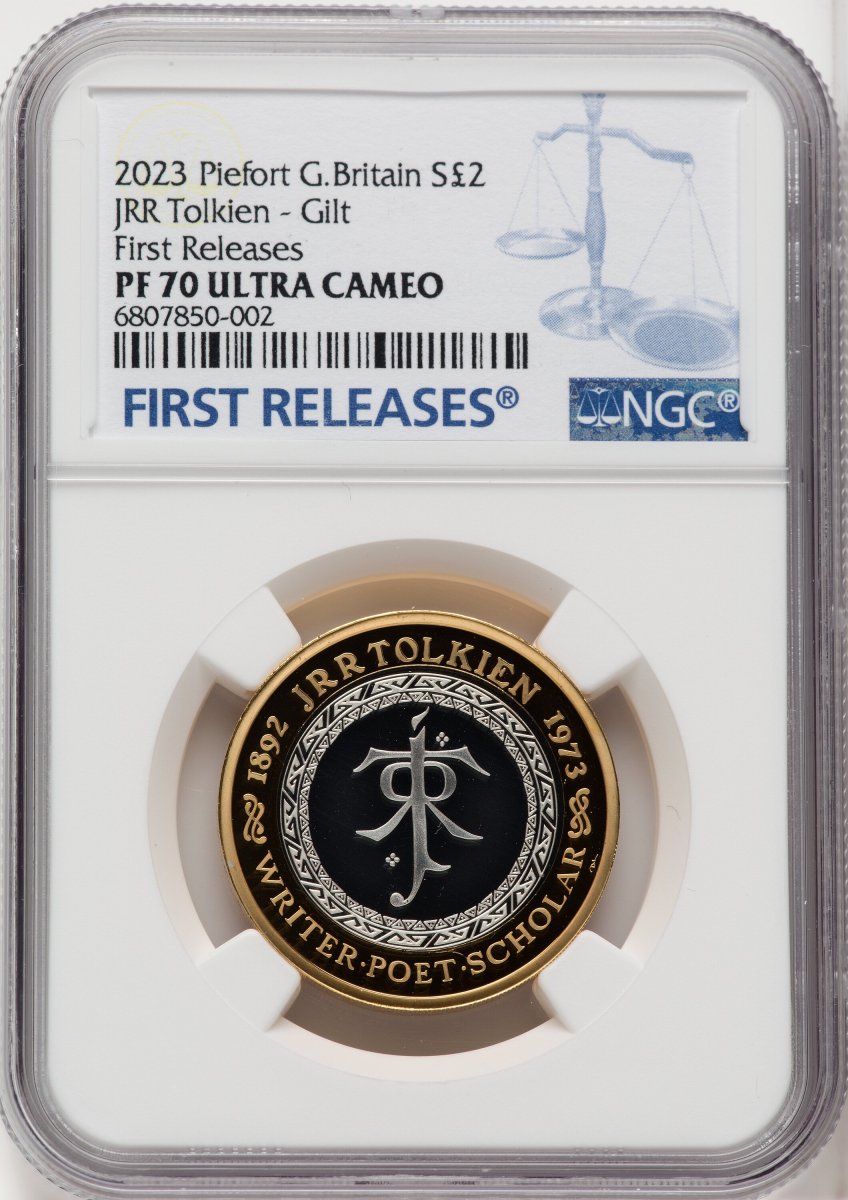 2023 Piefort G.Britain S£2
JRR Tolkien - Gilt
First Releases
PF 70 ULTRA CAMEO
6807850-002
FIRST RELEASES®
NGC®
1892 JRR TOLKIEN 1973
WRITER·POET·SCHOLAR